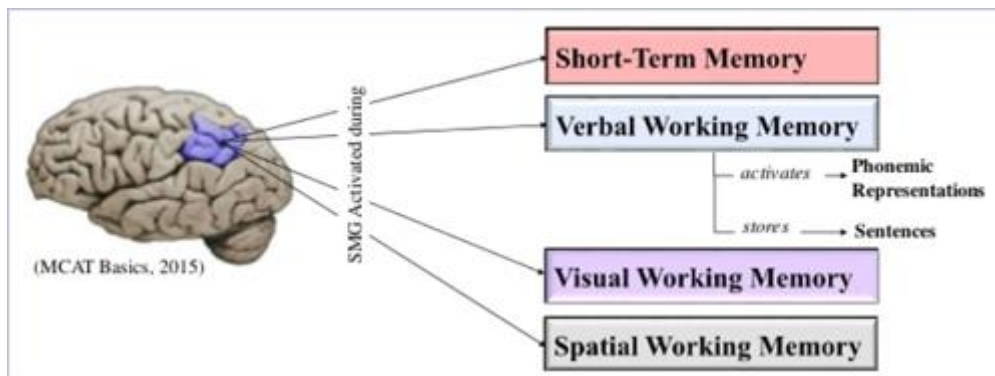 Short-Term Memory
Verbal Working Memory
activates
Phonemic
Representations
stores
Sentences
SMG Activated during
(MCAT Basics, 2015)
Visual Working Memory
Spatial Working Memory